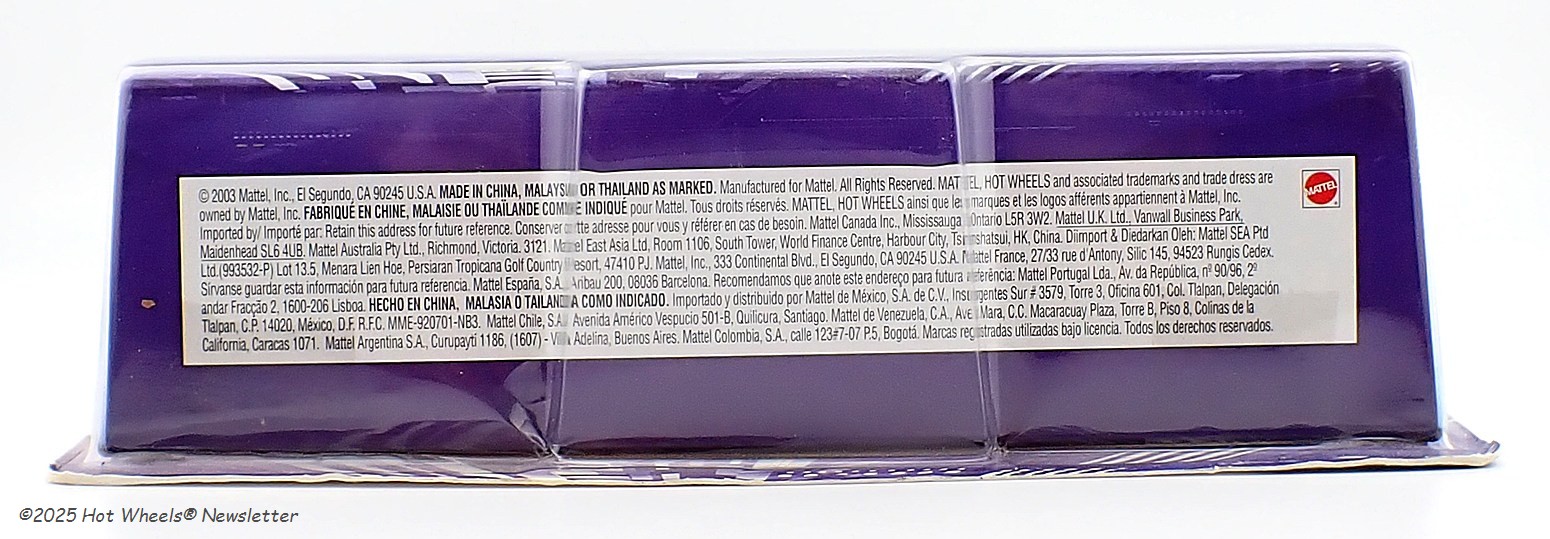 © 2003 Mattel, Inc., El Segundo, CA 90245 U.S.A. MADE IN CHINA, MALAYSIA OR THAILAND AS MARKED. Manufactured for Mattel. All Rights Reserved. MATTEL, HOT WHEELS and associated trademarks and trade dress are
owned by Mattel, Inc. FABRIQUÉ EN CHINE, MALAISIE OU THAÏLANDE COMME INDIQUÉ pour Mattel. Tous droits réservés. MATTEL, HOT WHEELS ainsi que les marques et les logos afférents appartiennent à Mattel, Inc.
Imported by/ Importé par: Retain this address for future reference. Conserver cette adresse pour vous y référer en cas de besoin. Mattel Canada Inc., Mississauga, Ontario L5R 3W2. Mattel U.K. Ltd., Vanwall Business Park,
Maidenhead SL6 4UB. Mattel Australia Pty Ltd., Richmond, Victoria. 3121. Mattel East Asia Ltd, Room 1106, South Tower, World Finance Centre, Harbour City, Tsimshatsui, HK, China. Diimport & Diedarkan Oleh: Mattel SEA Ptd
Ltd.(993532-P) Lot 13.5, Menara Lien Hoe, Persiaran Tropicana Golf Country Resort, 47410 PJ. Mattel, Inc., 333 Continental Blvd., El Segundo, CA 90245 U.S.A. Mattel France, 27/33 rue d'Antony, Silic 145, 94523 Rungis Cedex.
Sírvanse guardar esta información para futura referencia. Mattel España, S.A., Aribau 200, 08036 Barcelona. Recomendamos que anote este endereço para futura referência: Mattel Portugal Lda., Av. da República, nº 90/96, 2º
andar Fracção 2, 1600-206 Lisboa. HECHO EN CHINA, MALASIA O TAILANDIA COMO INDICADO. Importado y distribuido por Mattel de México, S.A. de C.V., Insurgentes Sur # 3579, Torre 3, Oficina 601, Col. Tlalpan, Delegación
Tlalpan, C.P. 14020, México, D.F. R.F.C. MME-920701-NB3. Mattel Chile, S.A., Avenida Américo Vespucio 501-B, Quilicura, Santiago. Mattel de Venezuela, C.A., Ave. Mara, C.C. Macaracuay Plaza, Torre B, Piso 8, Colinas de la
California, Caracas 1071. Mattel Argentina S.A., Curupaytí 1186, (1607) - Villa Adelina, Buenos Aires. Mattel Colombia, S.A., calle 123#7-07 P.5, Bogotá. Marcas registradas utilizadas bajo licencia. Todos los derechos reservados.
MATTEL
©2025 Hot Wheels® Newsletter